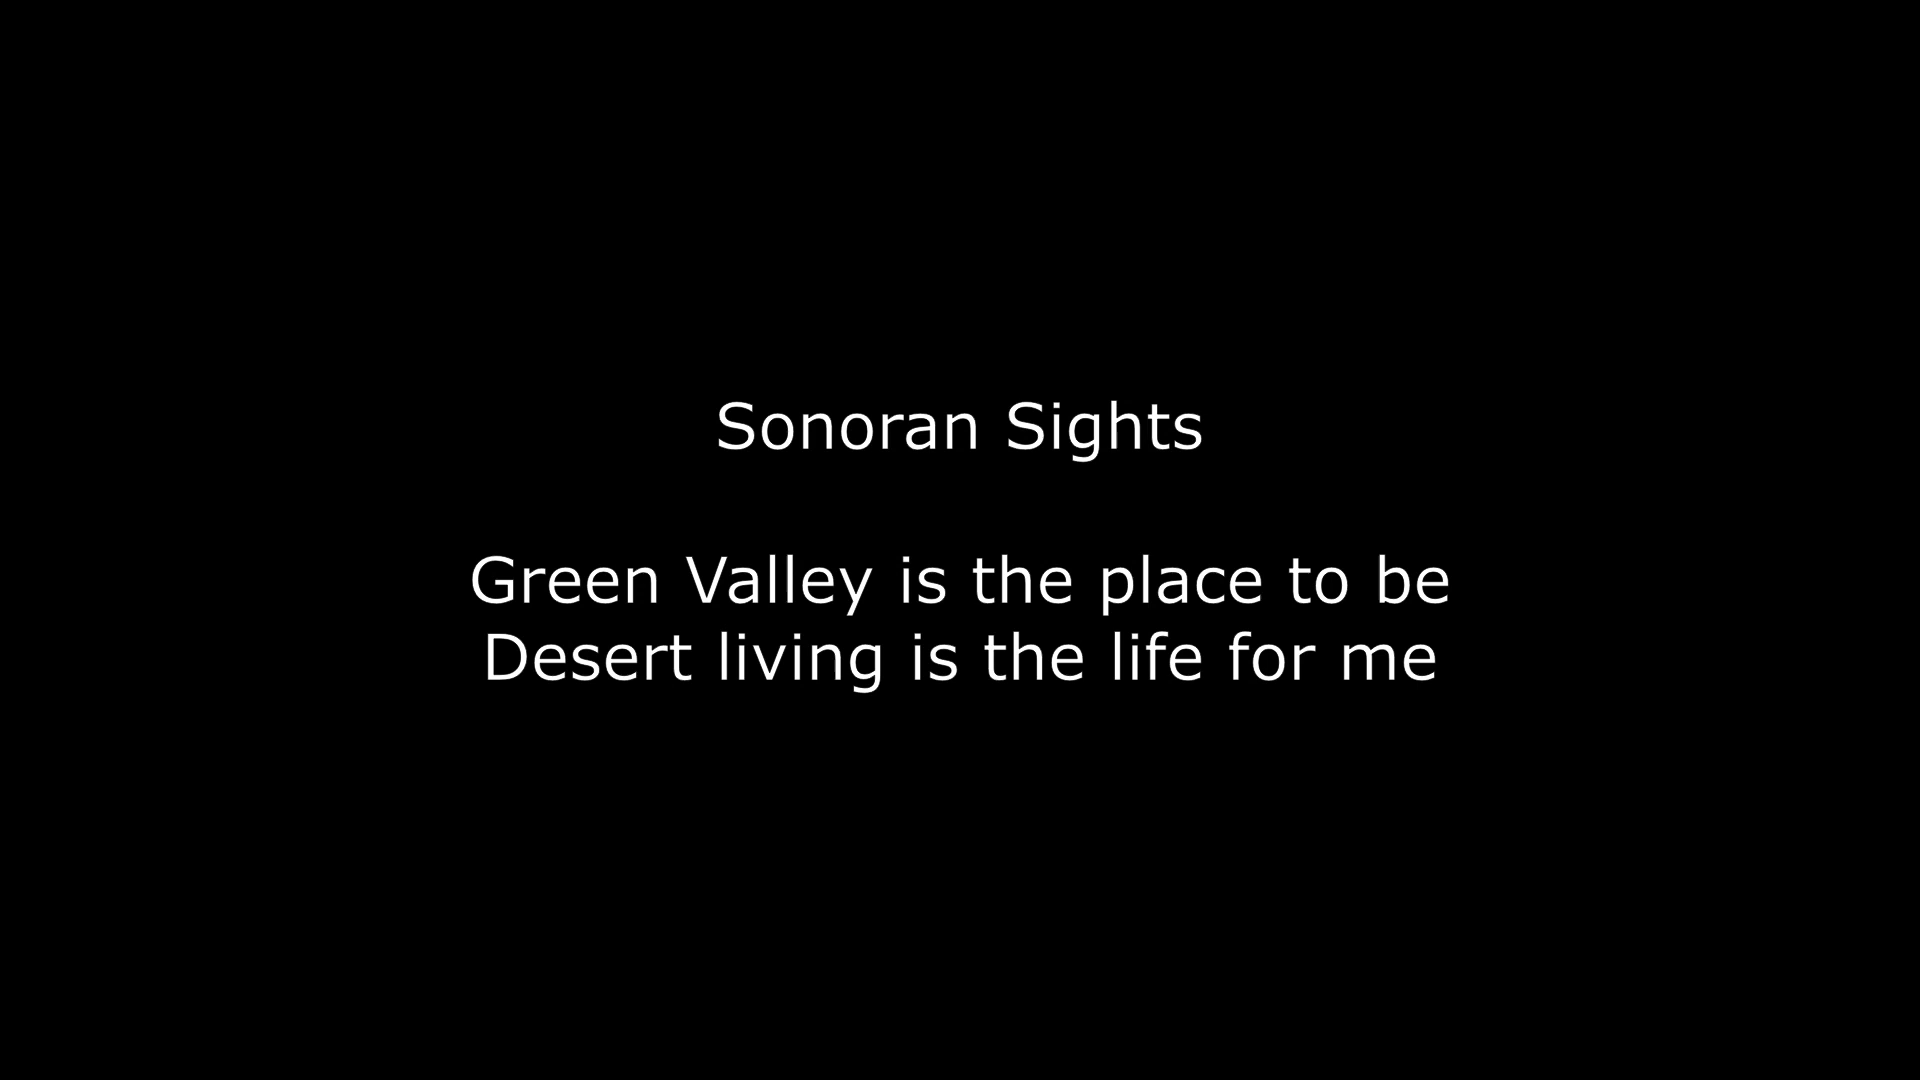 Sonoran Sights
Green Valley is the place to be
Desert living is the life for me